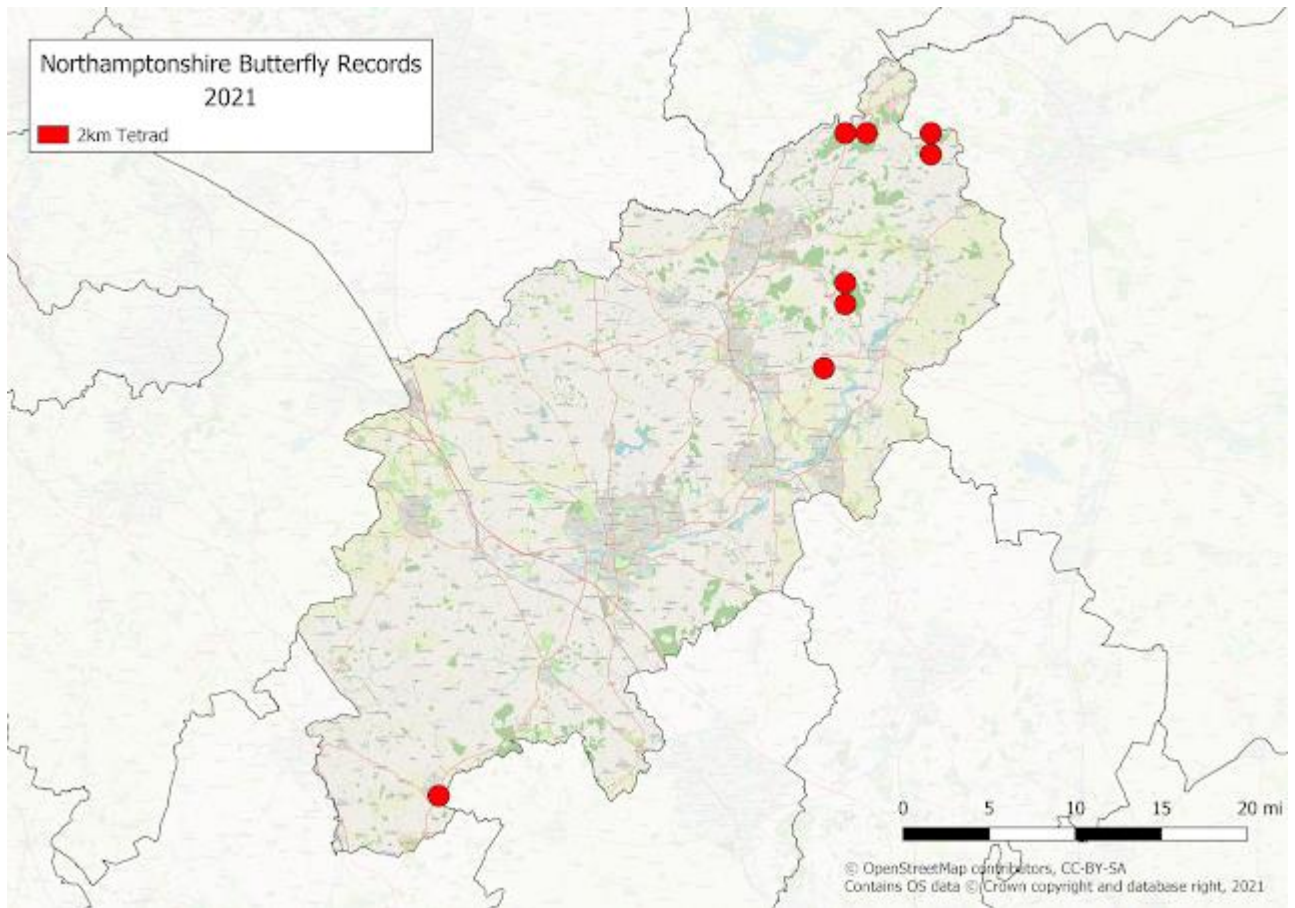 Northamptonshire Butterfly Records
2021
2km Tetrad
0 5 10 15 20 mi
© OpenStreetMap contributors, CC-BY-SA
Contains OS data © Crown copyright and database right, 2021